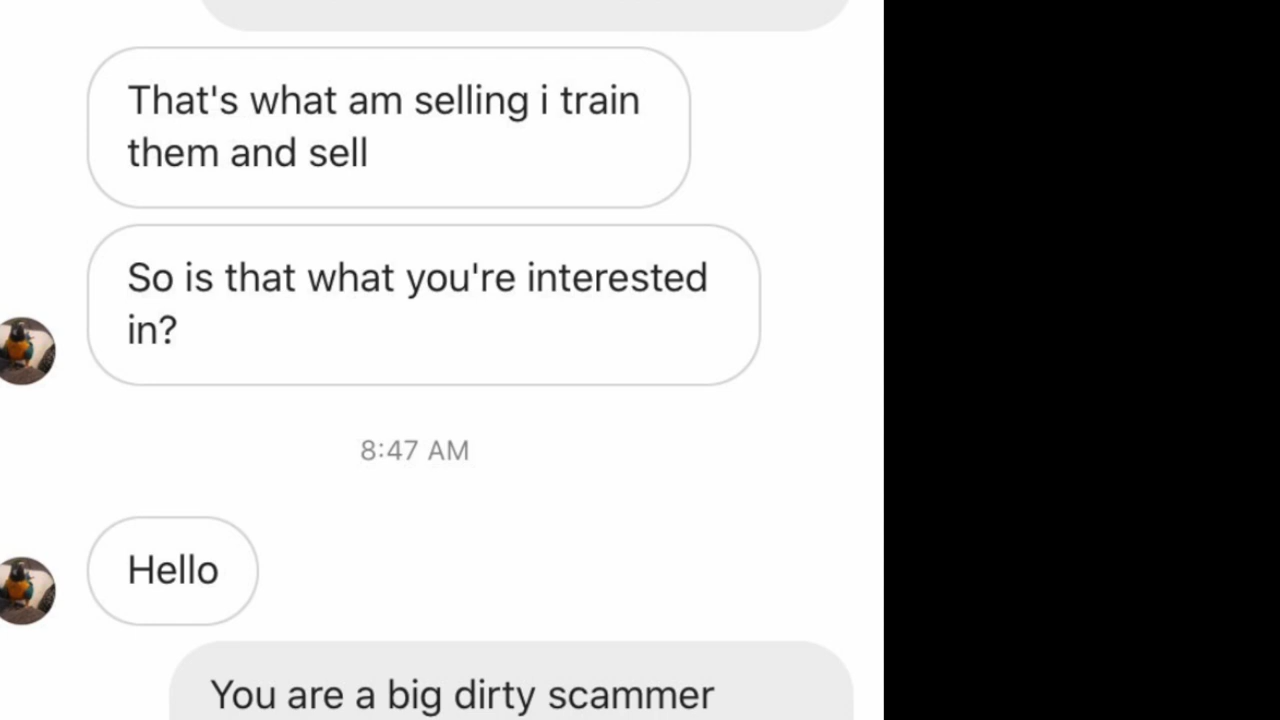 That's what am selling i train
them and sell
So is that what you're interested
in?
8:47 AM
Hello
You are a big dirty scammer